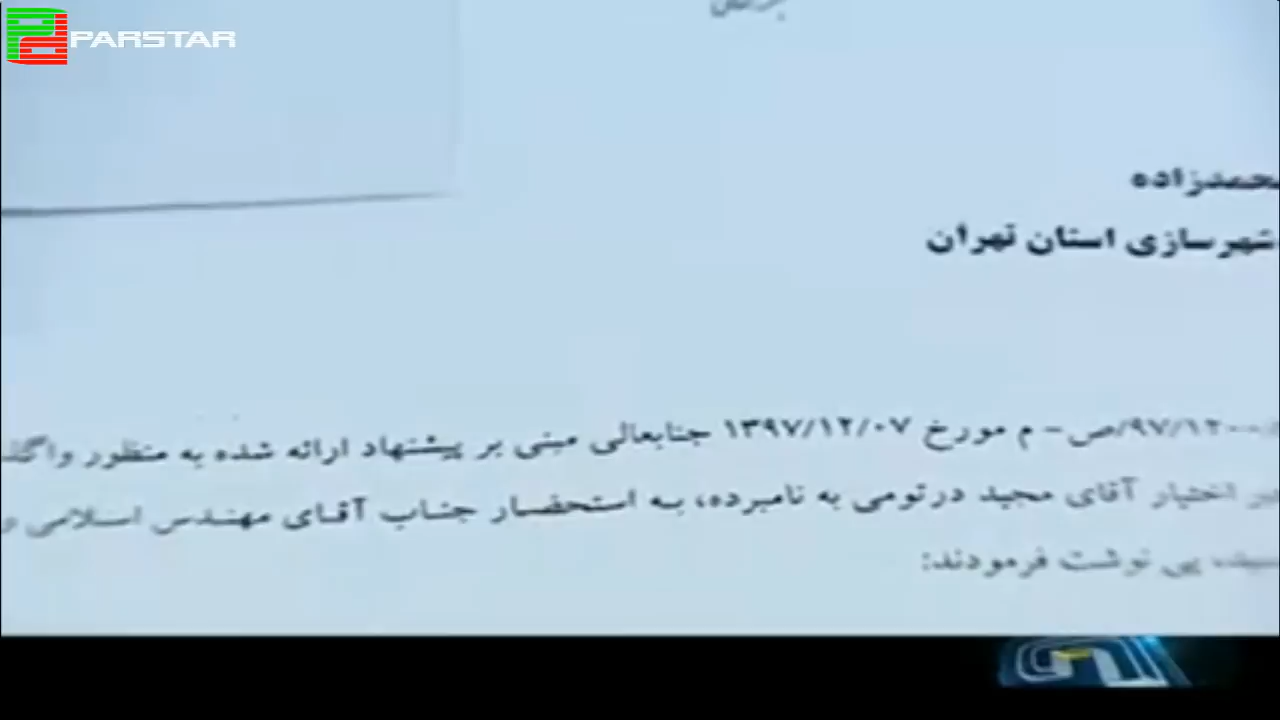 PARSTAR
محمدزاده
شهرسازی استان تهران
۹۷/۱۲۰۰/ص- م مورخ ۱۳۹۷/۱۲/۰۷ جنابعالی مبنی بر پیشنهاد ارائه شده به منظور
اختیار آقای مجید درتومی به نامبرده، به استحضار جناب آقای مهندس اسلامی
پی نوشت فرمودند: